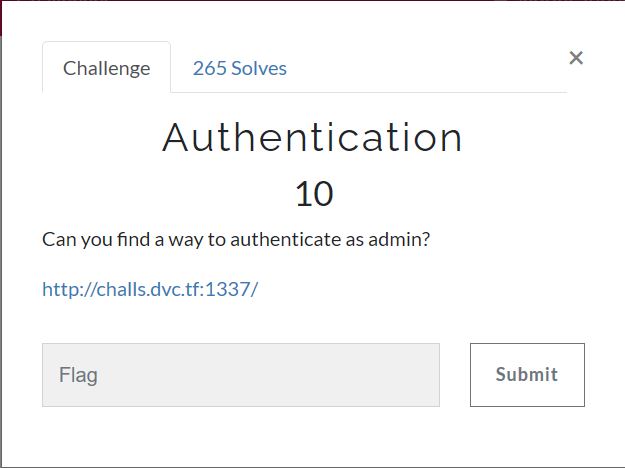 Challenge
265 Solves
×
Authentication
10
Can you find a way to authenticate as admin?
http://challs.dvc.tf:1337/
Flag
Submit